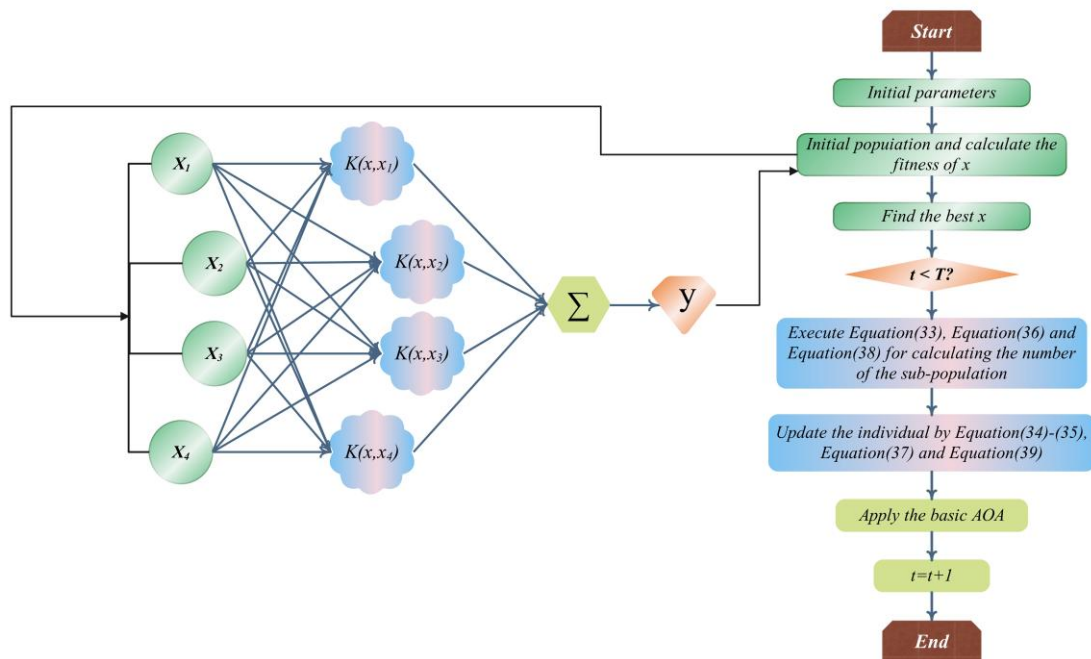 Start
Initial parameters
Initial popuiation and calculate the
fitness of x
Find the best x
t < T?
Execute Equation(33), Equation(36) and
Equation(38) for calculating the number
of the sub-population
Update the individual by Equation(34)-(35),
Equation(37) and Equation(39)
Apply the basic AOA
t=t+1
End
X1
X2
X3
X4
K(x,x1)
K(x,x2)
K(x,x3)
K(x,x4)
Σ
y